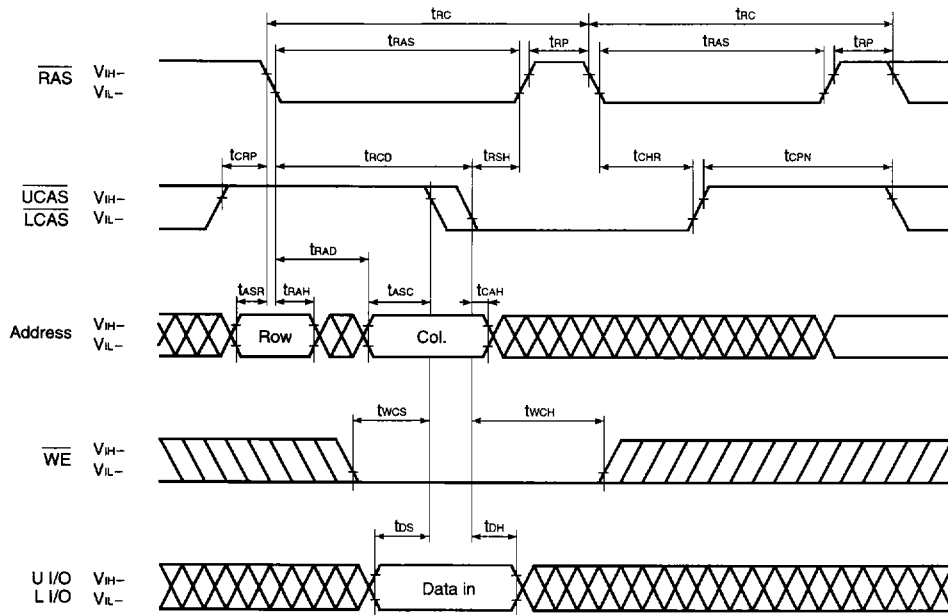 tRC tRC
tRAS tRP tRAS tRP
RAS VIH– VIL–
tCRP tRCD tRSH tCHR tCPN
UCAS LCAS VIH– VIL–
tRAD
tASR tRAH tASC tCAH
Address VIH– VIL– Row Col.
tWCS tWCH
WE VIH– VIL–
tDS tDH
U I/O L I/O VIH– VIL– Data in